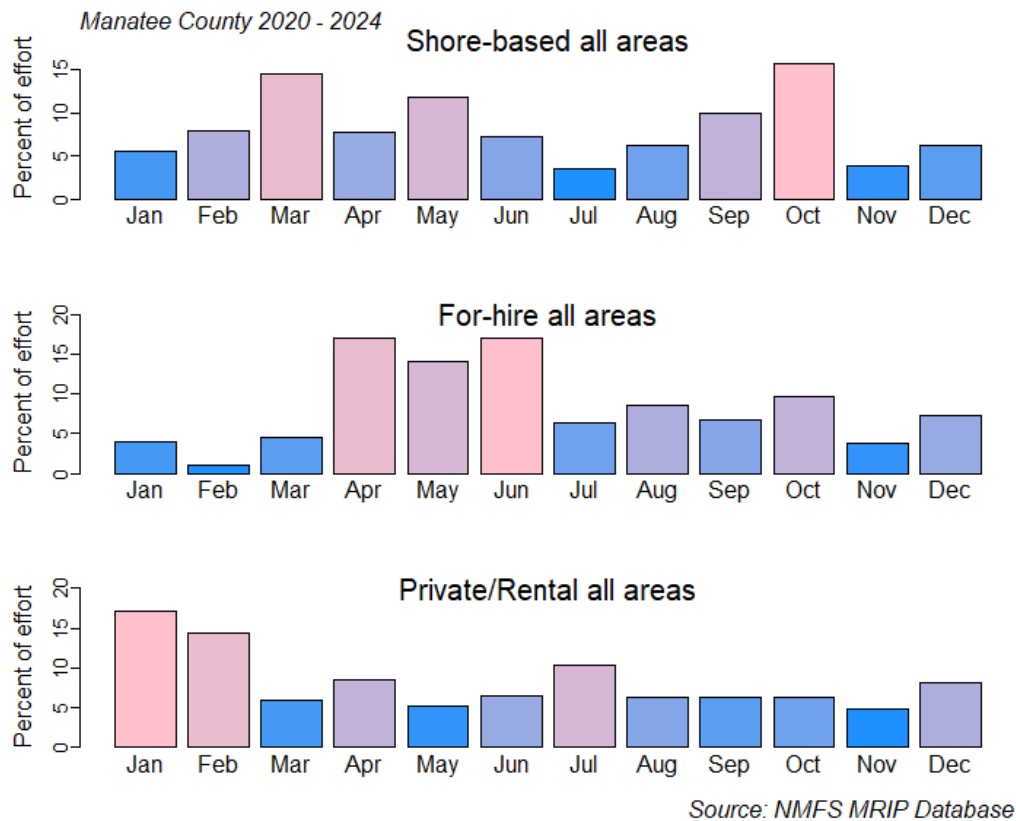 Manatee County 2020 - 2024
Shore-based all areas
Percent of effort
15
10
5
0
Jan Feb Mar Apr May Jun Jul Aug Sep Oct Nov Dec
For-hire all areas
Percent of effort
20
15
10
5
0
Jan Feb Mar Apr May Jun Jul Aug Sep Oct Nov Dec
Private/Rental all areas
Percent of effort
20
15
10
5
0
Jan Feb Mar Apr May Jun Jul Aug Sep Oct Nov Dec
Source: NMFS MRIP Database